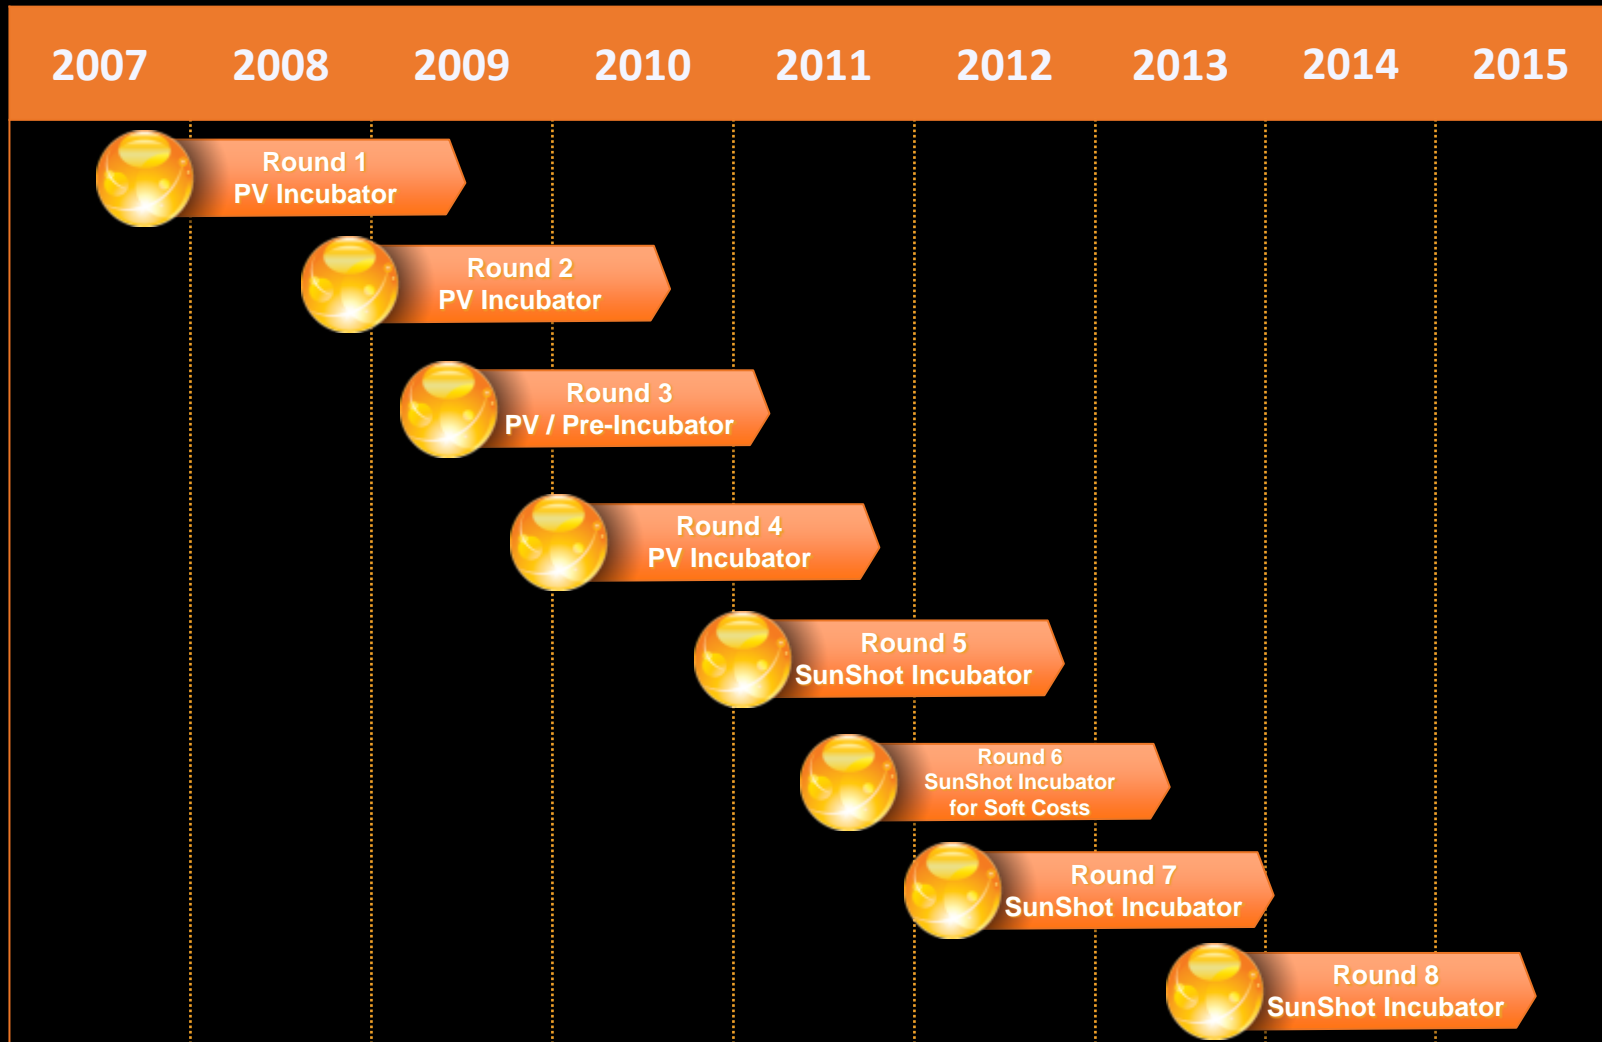 2007 2008 2009 2010 2011 2012 2013 2014 2015
Round 1
PV Incubator
Round 2
PV Incubator
Round 3
PV / Pre-Incubator
Round 4
PV Incubator
Round 5
SunShot Incubator
Round 6
SunShot Incubator
for Soft Costs
Round 7
SunShot Incubator
Round 8
SunShot Incubator